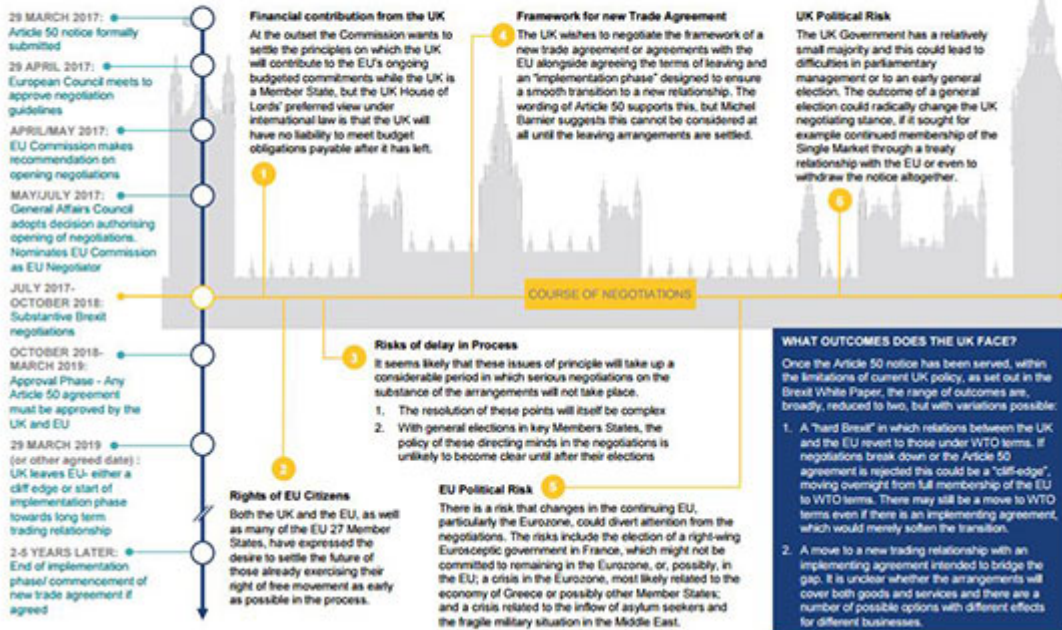 29 MARCH 2017:
Article 50 notice formally
submitted
29 APRIL 2017:
European Council meets to
approve negotiation
guidelines
APRIL/MAY 2017:
EU Commission makes
recommendation on
opening negotiations
MAY/JULY 2017:
General Affairs Council
adopts decision authorising
opening of negotiations.
Nominates EU Commission
as EU Negotiator
JULY 2017-
OCTOBER 2018:
Substantive Brexit
negotiations
OCTOBER 2018-
MARCH 2019:
Approval Phase - Any
Article 50 agreement
must be approved by the
UK and EU
29 MARCH 2019
(or other agreed date) :
UK leaves EU- either a
cliff edge or start of
implementation phase
towards long term
trading relationship
2-5 YEARS LATER:
End of implementation
phase/ commencement of
new trade agreement if
agreed
Financial contribution from the UK
At the outset the Commission wants to
settle the principles on which the UK
will contribute to the EU's ongoing
budgeted commitments while the UK is
a Member State, but the UK House of
Lords' preferred view under
international law is that the UK will
have no liability to meet budget
obligations payable after it has left.
1
4
Framework for new Trade Agreement
The UK wishes to negotiate the framework of a
new trade agreement or agreements with the
EU alongside agreeing the terms of leaving and
an "implementation phase" designed to ensure
a smooth transition to a new relationship. The
wording of Article 50 supports this, but Michel
Barnier suggests this cannot be considered at
all until the leaving arrangements are settled.
UK Political Risk
The UK Government has a relatively
small majority and this could lead to
difficulties in parliamentary
management or to an early general
election. The outcome of a general
election could radically change the UK
negotiating stance, if it sought for
example continued membership of the
Single Market through a treaty
relationship with the EU or even to
withdraw the notice altogether.
6
COURSE OF NEGOTIATIONS
2
Rights of EU Citizens
Both the UK and the EU, as well
as many of the EU 27 Member
States, have expressed the
desire to settle the future of
those already exercising their
right of free movement as early
as possible in the process.
3
Risks of delay in Process
It seems likely that these issues of principle will take up a
considerable period in which serious negotiations on the
substance of the arrangements will not take place.
1. The resolution of these points will itself be complex
2. With general elections in key Members States, the
policy of these directing minds in the negotiations is
unlikely to become clear until after their elections
5
EU Political Risk
There is a risk that changes in the continuing EU,
particularly the Eurozone, could divert attention from the
negotiations. The risks include the election of a right-wing
Eurosceptic government in France, which might not be
committed to remaining in the Eurozone, or, possibly, in
the EU; a crisis in the Eurozone, most likely related to the
economy of Greece or possibly other Member States;
and a crisis related to the inflow of asylum seekers and
the fragile military situation in the Middle East.
WHAT OUTCOMES DOES THE UK FACE?
Once the Article 50 notice has been served, within
the limitations of current UK policy, as set out in the
Brexit White Paper, the range of outcomes are,
broadly, reduced to two, but with variations possible:
1. A "hard Brexit" in which relations between the UK
and the EU revert to those under WTO terms. If
negotiations break down or the Article 50
agreement is rejected this could be a "cliff-edge",
moving overnight from full membership of the EU
to WTO terms. There may still be a move to WTO
terms even if there is an implementing agreement,
which would merely soften the transition.
2. A move to a new trading relationship with an
implementing agreement intended to bridge the
gap. It is unclear whether the arrangements will
cover both goods and services and there are a
number of possible options with different effects
for different businesses.